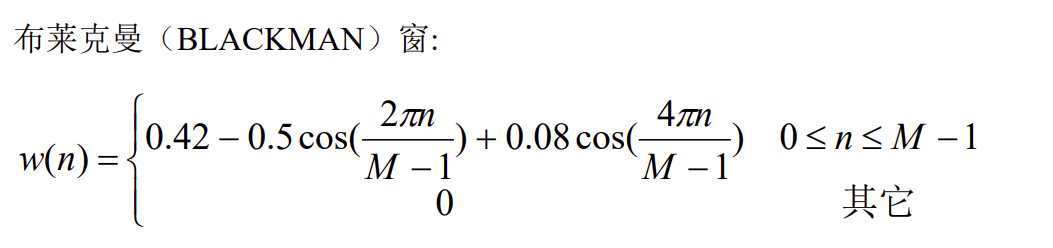 布莱克曼（BLACKMAN）窗:
w(n) = { 0.42 − 0.5 cos(2πn / M − 1) + 0.08 cos(4πn / M − 1)  0 ≤ n ≤ M − 1
0  其它